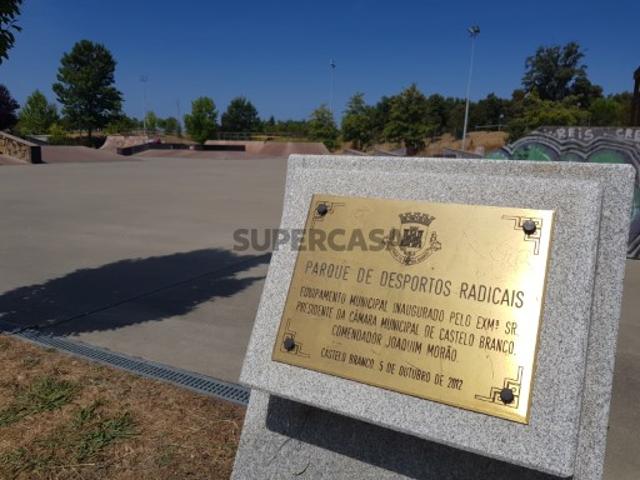 SUPERCASA
PARQUE DE DESPORTOS RADICAIS
EQUIPAMENTO MUNICIPAL INAUGURADO PELO EXMº SR.
PRESIDENTE DA CÂMARA MUNICIPAL DE CASTELO BRANCO,
COMENDADOR JOAQUIM MORÃO.
CASTELO BRANCO, 5 DE OUTUBRO DE 2012